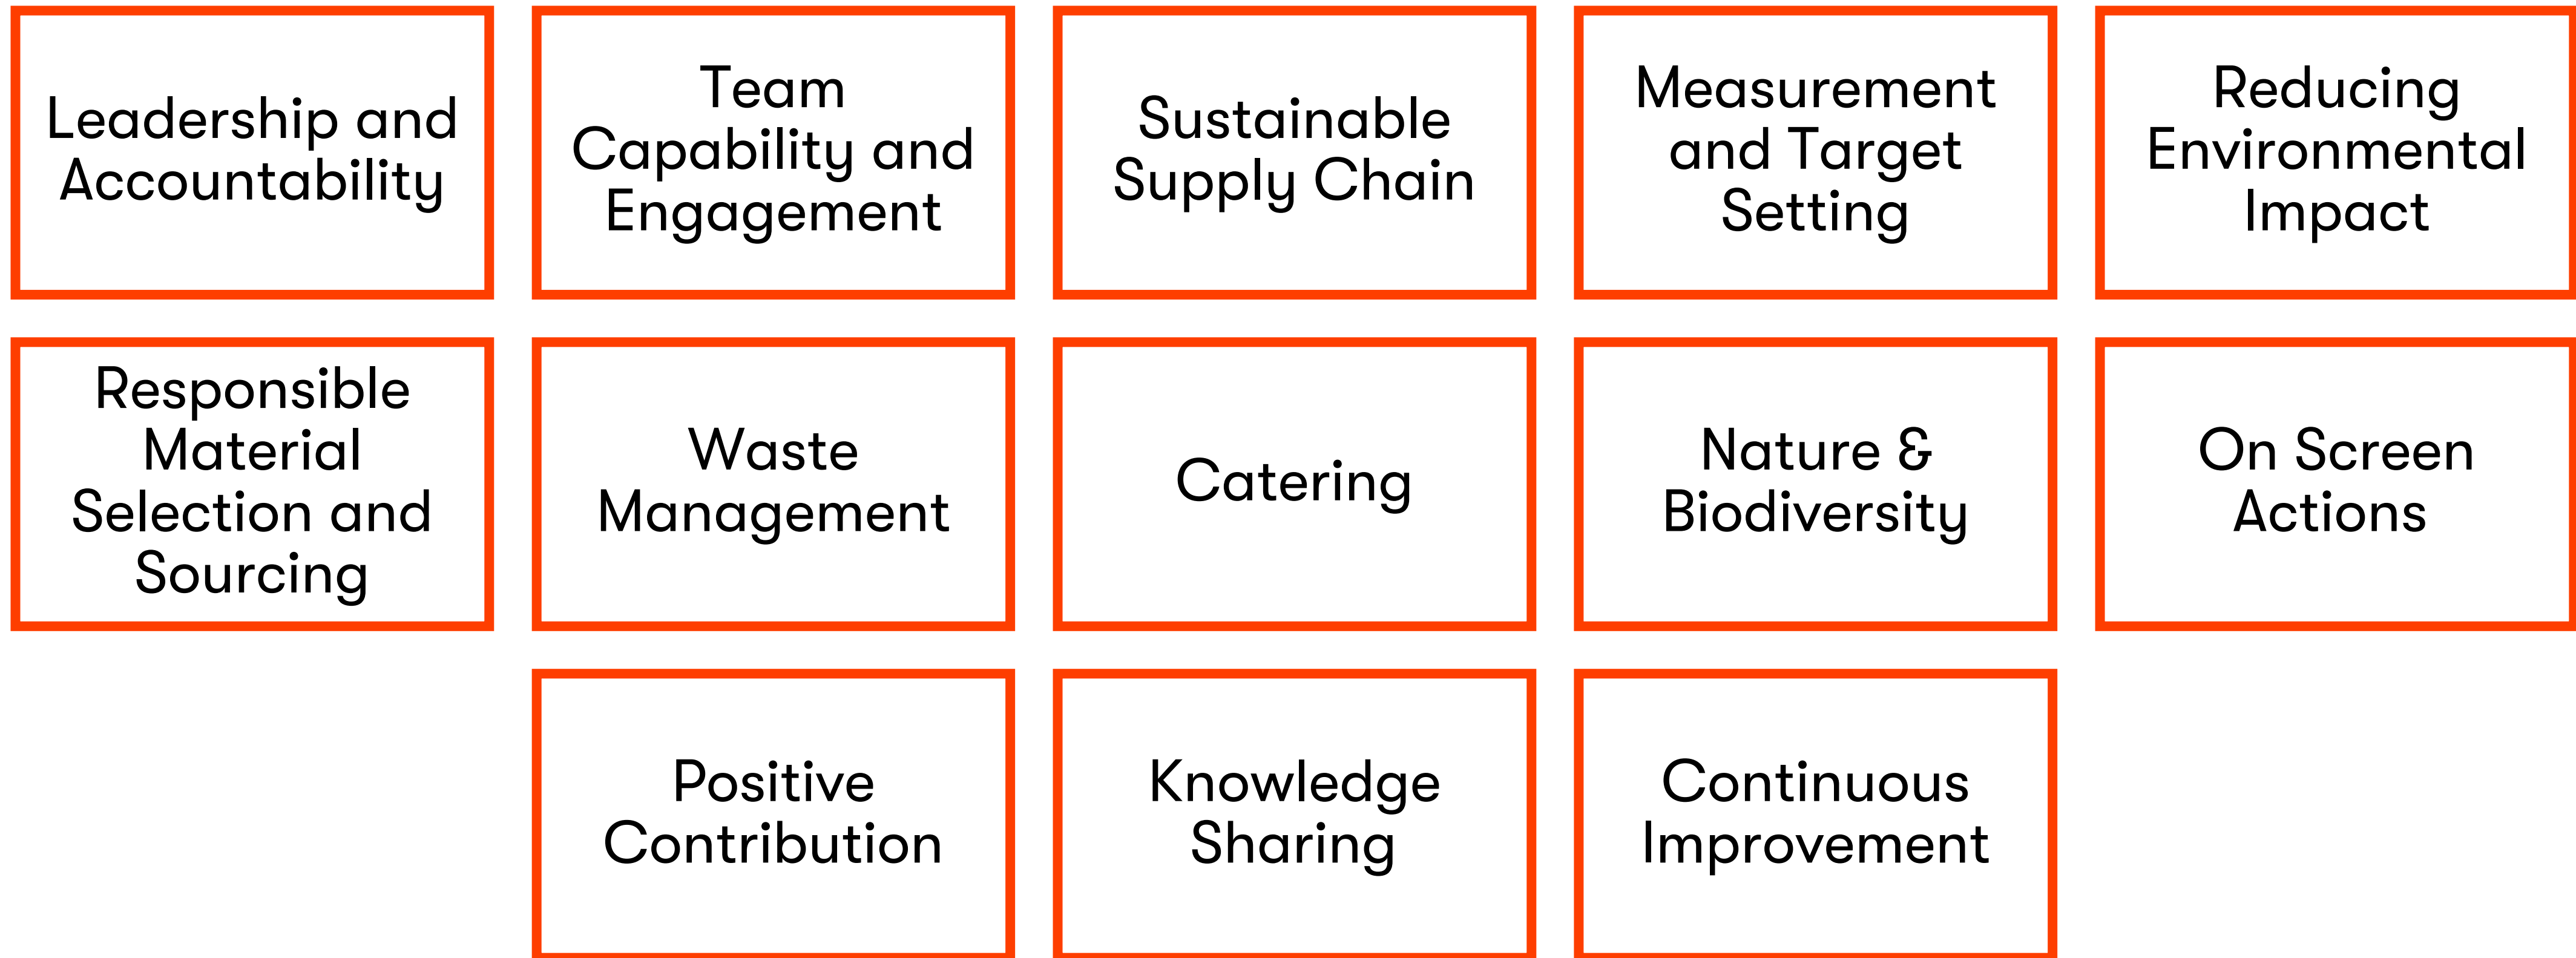 Leadership and
Accountability
Team
Capability and
Engagement
Sustainable
Supply Chain
Measurement
and Target
Setting
Reducing
Environmental
Impact
Responsible
Material
Selection and
Sourcing
Waste
Management
Catering
Nature &
Biodiversity
On Screen
Actions
Positive
Contribution
Knowledge
Sharing
Continuous
Improvement